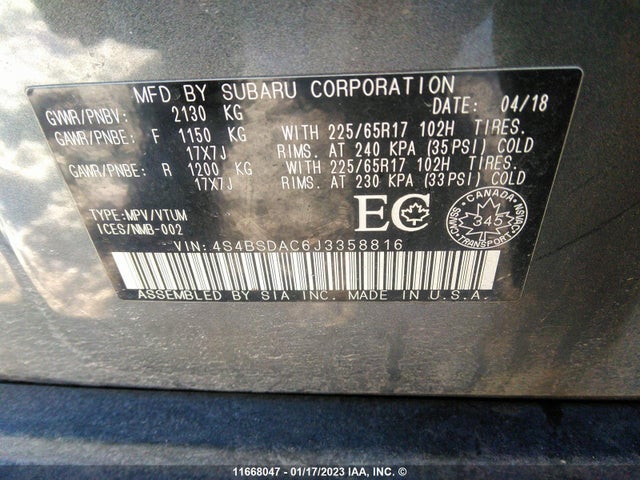 MFD BY SUBARU CORPORATION
GVWR/PNBV: 2130 KG DATE: 04/18
GAWR/PNBE: F 1150 KG WITH 225/65R17 102H TIRES.
17X7J RIMS. AT 240 KPA (35PSI) COLD
GAWR/PNBE: R 1200 KG WITH 225/65R17 102H TIRES.
17X7J RIMS. AT 230 KPA (33PSI) COLD
TYPE:MPV/VTUM
ICES/NMB-002
EC
CANADA
345
CMVSS
NSVAC
VIN: 4S4BSDAC6J3358816
ASSEMBLED BY SIA INC. MADE IN U.S.A.
11668047 - 01/17/2023 IAA, INC. ©